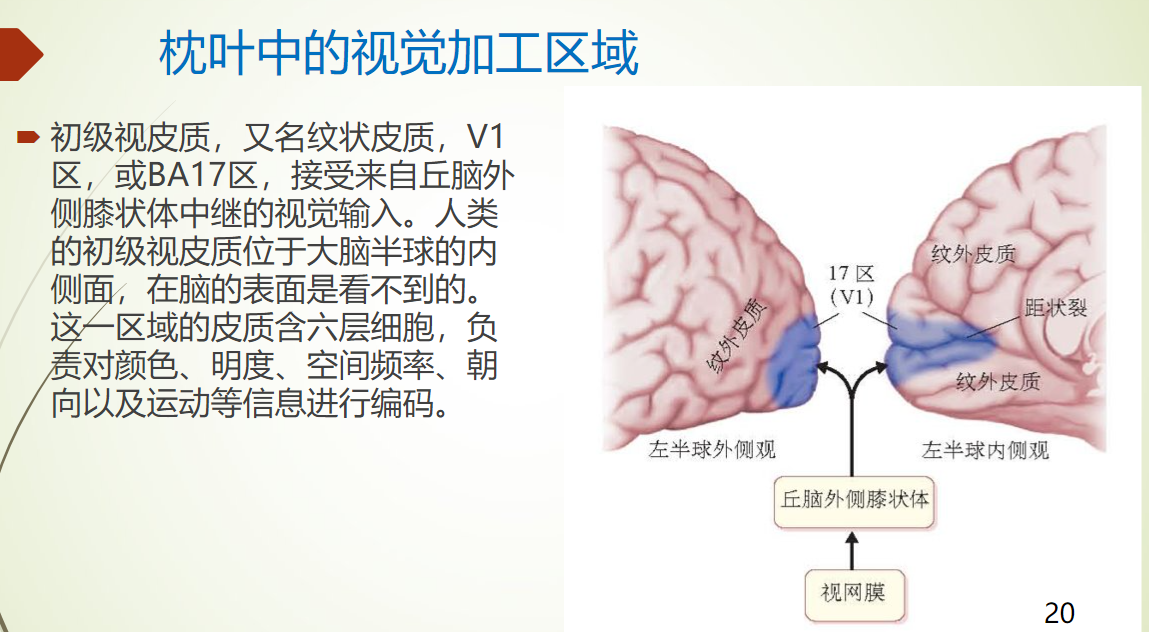 枕叶中的视觉加工区域
初级视皮质，又名纹状皮质，V1
区，或BA17区，接受来自丘脑外
侧膝状体中继的视觉输入。人类
的初级视皮质位于大脑半球的内
侧面，在脑的表面是看不到的。
这一区域的皮质含六层细胞，负
责对颜色、明度、空间频率、朝
向以及运动等信息进行编码。
纹外皮质
17 区
（V1）
纹外皮质
距状裂
纹外皮质
左半球外侧观
左半球内侧观
丘脑外侧膝状体
视网膜
20